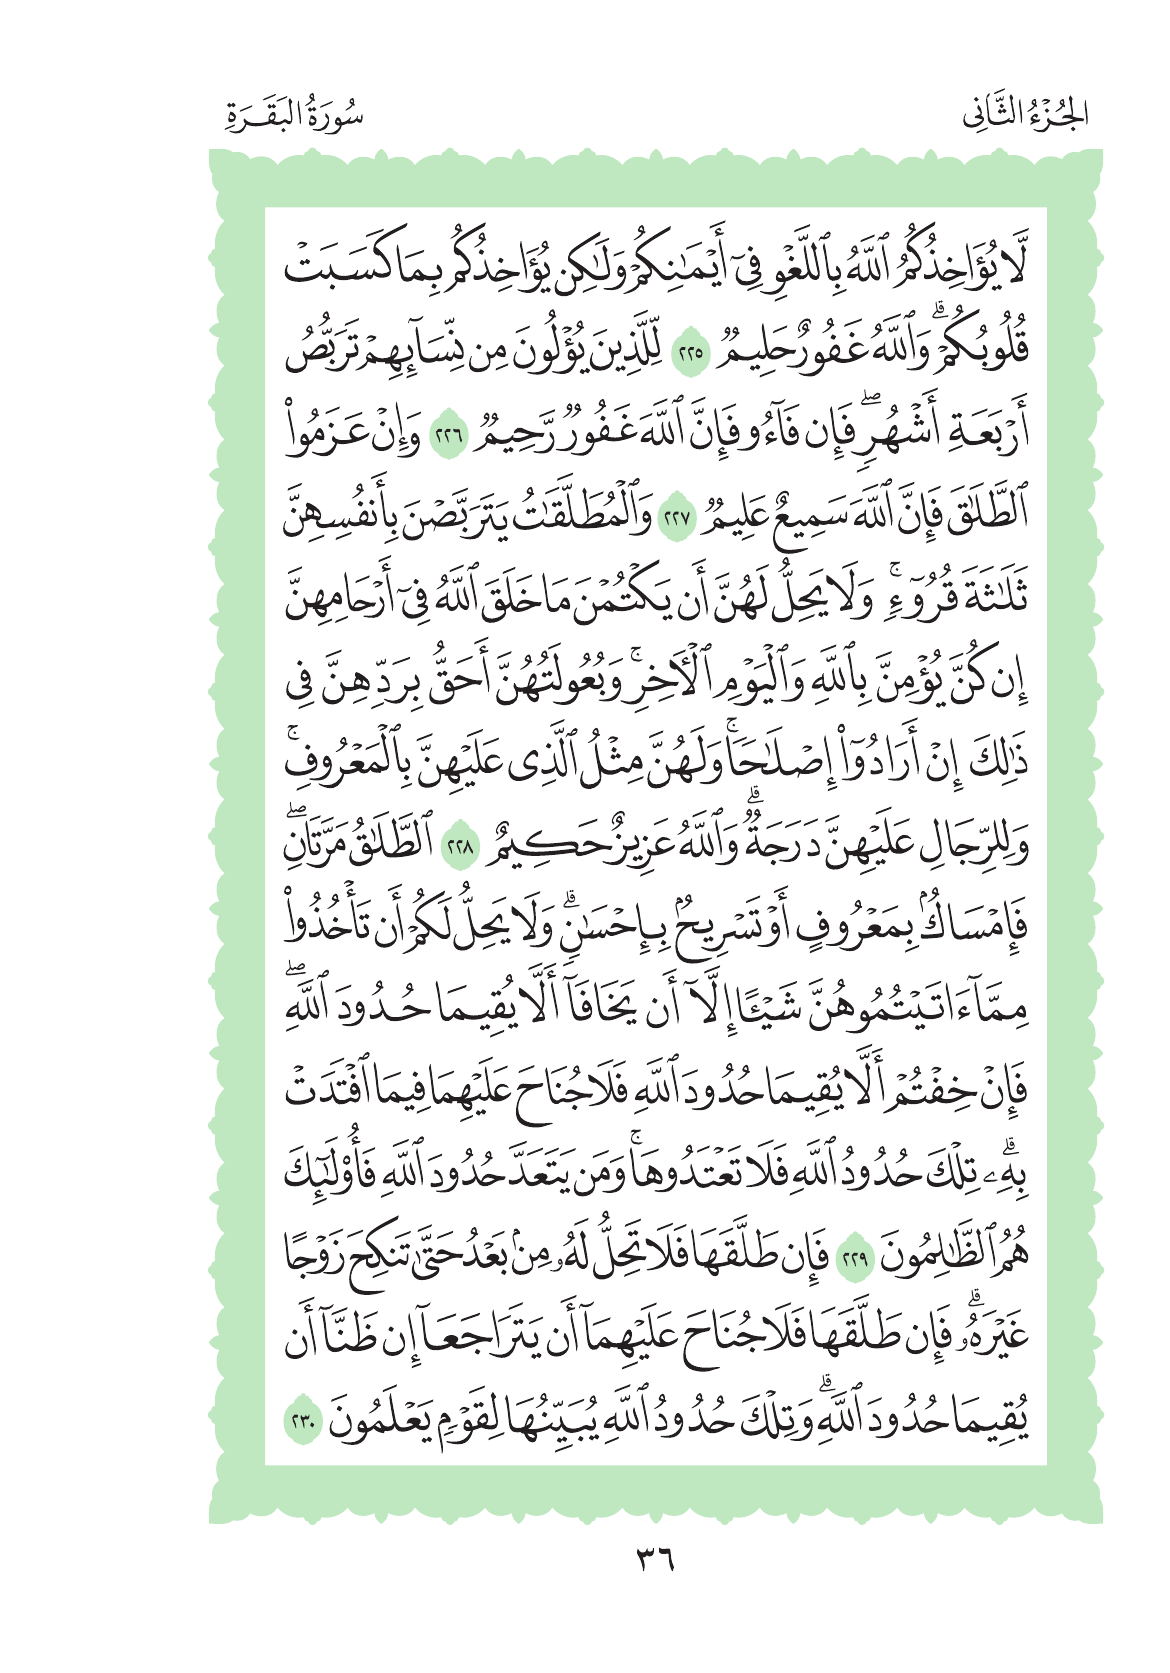 الجُزْءُ الثَّانِي سُورَةُ البَقَرَةِ
لَّا يُؤَاخِذُكُمُ ٱللَّهُ بِٱللَّغْوِ فِىٓ أَيْمَـٰنِكُمْ وَلَـٰكِن يُؤَاخِذُكُم بِمَا كَسَبَتْ
قُلُوبُكُمْ ۗ وَٱللَّهُ غَفُورٌ حَلِيمٌ ٢٢٥ لِّلَّذِينَ يُؤْلُونَ مِن نِّسَآئِهِمْ تَرَبُّصُ
أَرْبَعَةِ أَشْهُرٍ ۖ فَإِن فَآءُو فَإِنَّ ٱللَّهَ غَفُورٌ رَّحِيمٌ ٢٢٦ وَإِنْ عَزَمُوا۟
ٱلطَّلَـٰقَ فَإِنَّ ٱللَّهَ سَمِيعٌ عَلِيمٌ ٢٢٧ وَٱلْمُطَلَّقَـٰتُ يَتَرَبَّصْنَ بِأَنفُسِهِنَّ
ثَلَـٰثَةَ قُرُوٓءٍ ۚ وَلَا يَحِلُّ لَهُنَّ أَن يَكْتُمْنَ مَا خَلَقَ ٱللَّهُ فِىٓ أَرْحَامِهِنَّ
إِن كُنَّ يُؤْمِنَّ بِٱللَّهِ وَٱلْيَوْمِ ٱلْـَٔاخِرِ ۚ وَبُعُولَتُهُنَّ أَحَقُّ بِرَدِّهِنَّ فِى
ذَٰلِكَ إِنْ أَرَادُوٓا۟ إِصْلَـٰحًا ۚ وَلَهُنَّ مِثْلُ ٱلَّذِى عَلَيْهِنَّ بِٱلْمَعْرُوفِ ۚ
وَلِلرِّجَالِ عَلَيْهِنَّ دَرَجَةٌ ۗ وَٱللَّهُ عَزِيزٌ حَكِيمٌ ٢٢٨ ٱلطَّلَـٰقُ مَرَّتَانِ ۖ
فَإِمْسَاكٌۢ بِمَعْرُوفٍ أَوْ تَسْرِيحٌۢ بِإِحْسَـٰنٍ ۗ وَلَا يَحِلُّ لَكُمْ أَن تَأْخُذُوا۟
مِمَّآ ءَاتَيْتُمُوهُنَّ شَيْـًٔا إِلَّآ أَن يَخَافَآ أَلَّا يُقِيمَا حُدُودَ ٱللَّهِ ۖ
فَإِنْ خِفْتُمْ أَلَّا يُقِيمَا حُدُودَ ٱللَّهِ فَلَا جُنَاحَ عَلَيْهِمَا فِيمَا ٱفْتَدَتْ
بِهِۦ ۗ تِلْكَ حُدُودُ ٱللَّهِ فَلَا تَعْتَدُوهَا ۚ وَمَن يَتَعَدَّ حُدُودَ ٱللَّهِ فَأُو۟لَـٰٓئِكَ
هُمُ ٱلظَّـٰلِمُونَ ٢٢٩ فَإِن طَلَّقَهَا فَلَا تَحِلُّ لَهُۥ مِنۢ بَعْدُ حَتَّىٰ تَنكِحَ زَوْجًا
غَيْرَهُۥ ۗ فَإِن طَلَّقَهَا فَلَا جُنَاحَ عَلَيْهِمَآ أَن يَتَرَاجَعَآ إِن ظَنَّآ أَن
يُقِيمَا حُدُودَ ٱللَّهِ ۗ وَتِلْكَ حُدُودُ ٱللَّهِ يُبَيِّنُهَا لِقَوْمٍ يَعْلَمُونَ ٢٣٠
٣٦